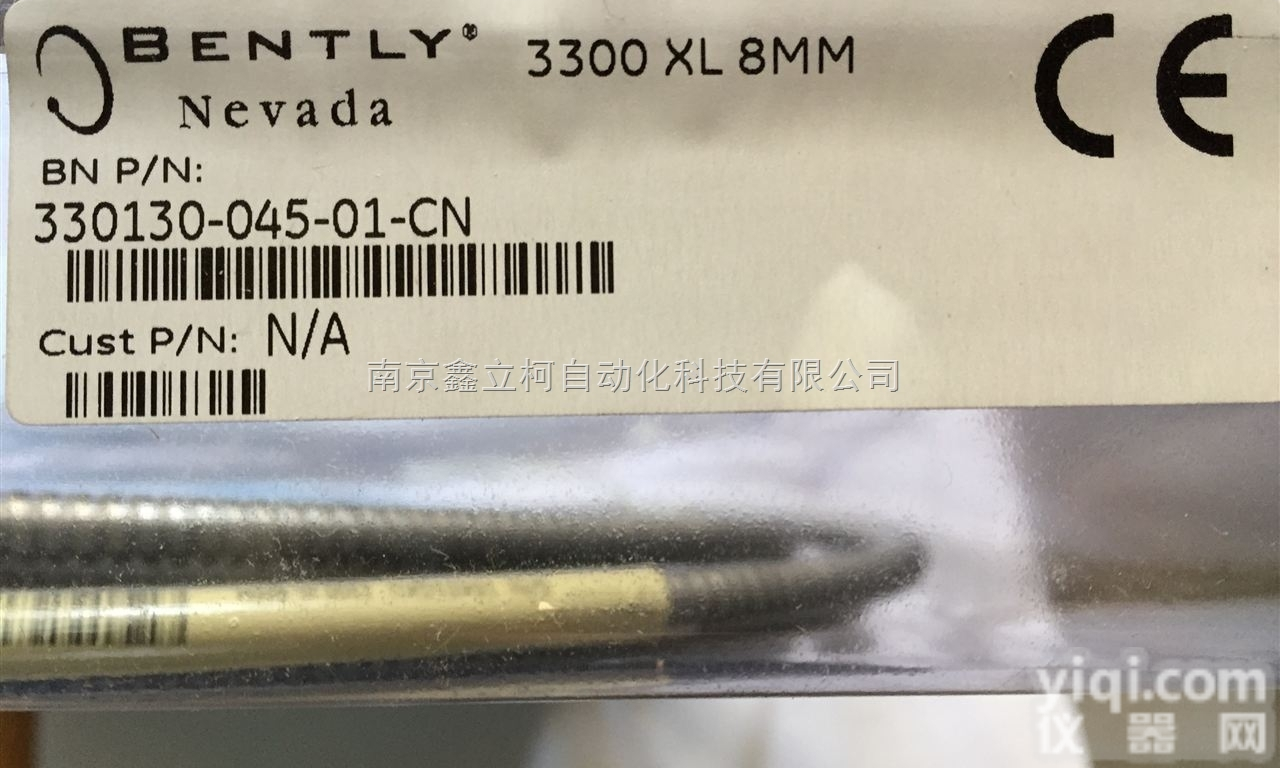 BENTLY®
Nevada
3300 XL 8MM
CE
BN P/N:
330130-045-01-CN
Cust P/N: N/A
南京鑫立柯自动化科技有限公司
yiqi.com
仪器网